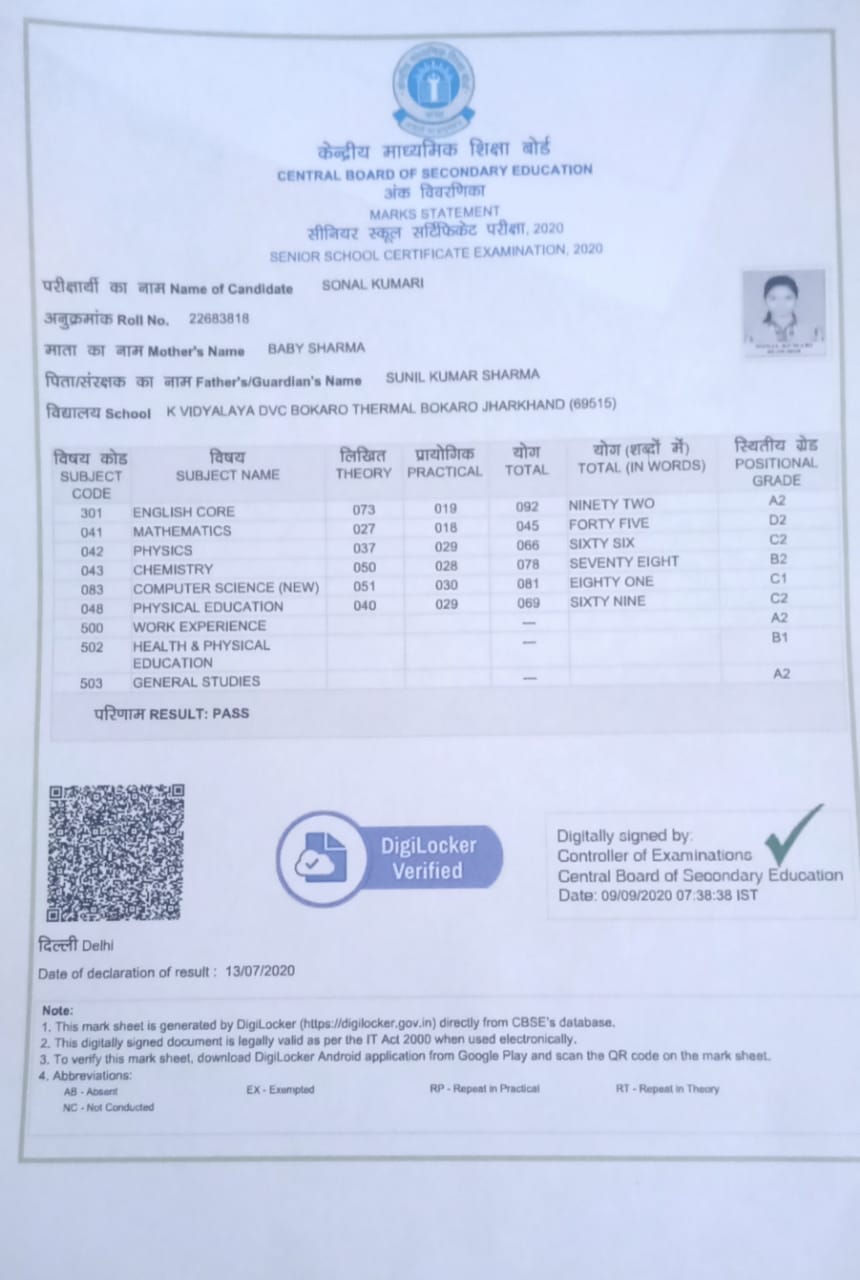 केन्द्रीय माध्यमिक शिक्षा बोर्ड
CENTRAL BOARD OF SECONDARY EDUCATION
अंक विवरणिका
MARKS STATEMENT
सीनियर स्कूल सर्टिफिकेट परीक्षा, 2020
SENIOR SCHOOL CERTIFICATE EXAMINATION, 2020
परीक्षार्थी का नाम Name of Candidate SONAL KUMARI
अनुक्रमांक Roll No. 22683818
माता का नाम Mother's Name BABY SHARMA
पिता/संरक्षक का नाम Father's/Guardian's Name SUNIL KUMAR SHARMA
विद्यालय School K VIDYALAYA DVC BOKARO THERMAL BOKARO JHARKHAND (69515)
विषय कोड विषय लिखित प्रायोगिक योग योग (शब्दों में) स्थितीय ग्रेड
SUBJECT SUBJECT NAME THEORY PRACTICAL TOTAL TOTAL (IN WORDS) POSITIONAL
CODE GRADE
301 ENGLISH CORE 073 019 092 NINETY TWO A2
041 MATHEMATICS 027 018 045 FORTY FIVE D2
042 PHYSICS 037 029 066 SIXTY SIX C2
043 CHEMISTRY 050 028 078 SEVENTY EIGHT B2
083 COMPUTER SCIENCE (NEW) 051 030 081 EIGHTY ONE C1
048 PHYSICAL EDUCATION 040 029 069 SIXTY NINE C2
500 WORK EXPERIENCE — A2
502 HEALTH & PHYSICAL — B1
EDUCATION
503 GENERAL STUDIES — A2
परिणाम RESULT: PASS
DigiLocker
Verified
Digitally signed by:
Controller of Examinations
Central Board of Secondary Education
Date: 09/09/2020 07:38:38 IST
दिल्ली Delhi
Date of declaration of result : 13/07/2020
Note:
1. This mark sheet is generated by DigiLocker (https://digilocker.gov.in) directly from CBSE's database.
2. This digitally signed document is legally valid as per the IT Act 2000 when used electronically.
3. To verify this mark sheet, download DigiLocker Android application from Google Play and scan the QR code on the mark sheet.
4. Abbreviations:
AB - Absent EX - Exempted RP - Repeat in Practical RT - Repeat in Theory
NC - Not Conducted